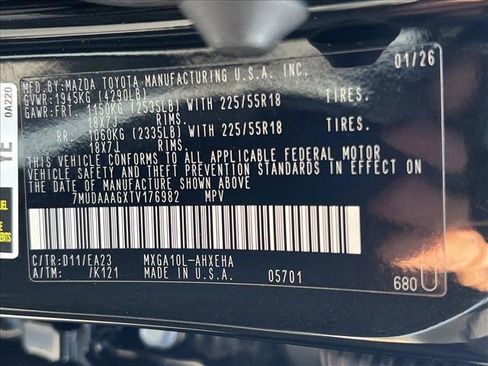 MFD.BY:MAZDA TOYOTA MANUFACTURING U.S.A. INC. 01/26
GVWR:1945KG (4290LB)
GAWR:FRT. 1150KG (2535LB) WITH 225/55R18 TIRES.
18X7J RIMS.
RR. 1060KG (2335LB) WITH 225/55R18 TIRES.
18X7J RIMS.
THIS VEHICLE CONFORMS TO ALL APPLICABLE FEDERAL MOTOR
VEHICLE SAFETY AND THEFT PREVENTION STANDARDS IN EFFECT ON
THE DATE OF MANUFACTURE SHOWN ABOVE
7MUDAAAGXTV176982 MPV
C/TR:D11/EA23 MXGA10L-AHXEHA
A/TM: /K121 05701 680
0A220
YE